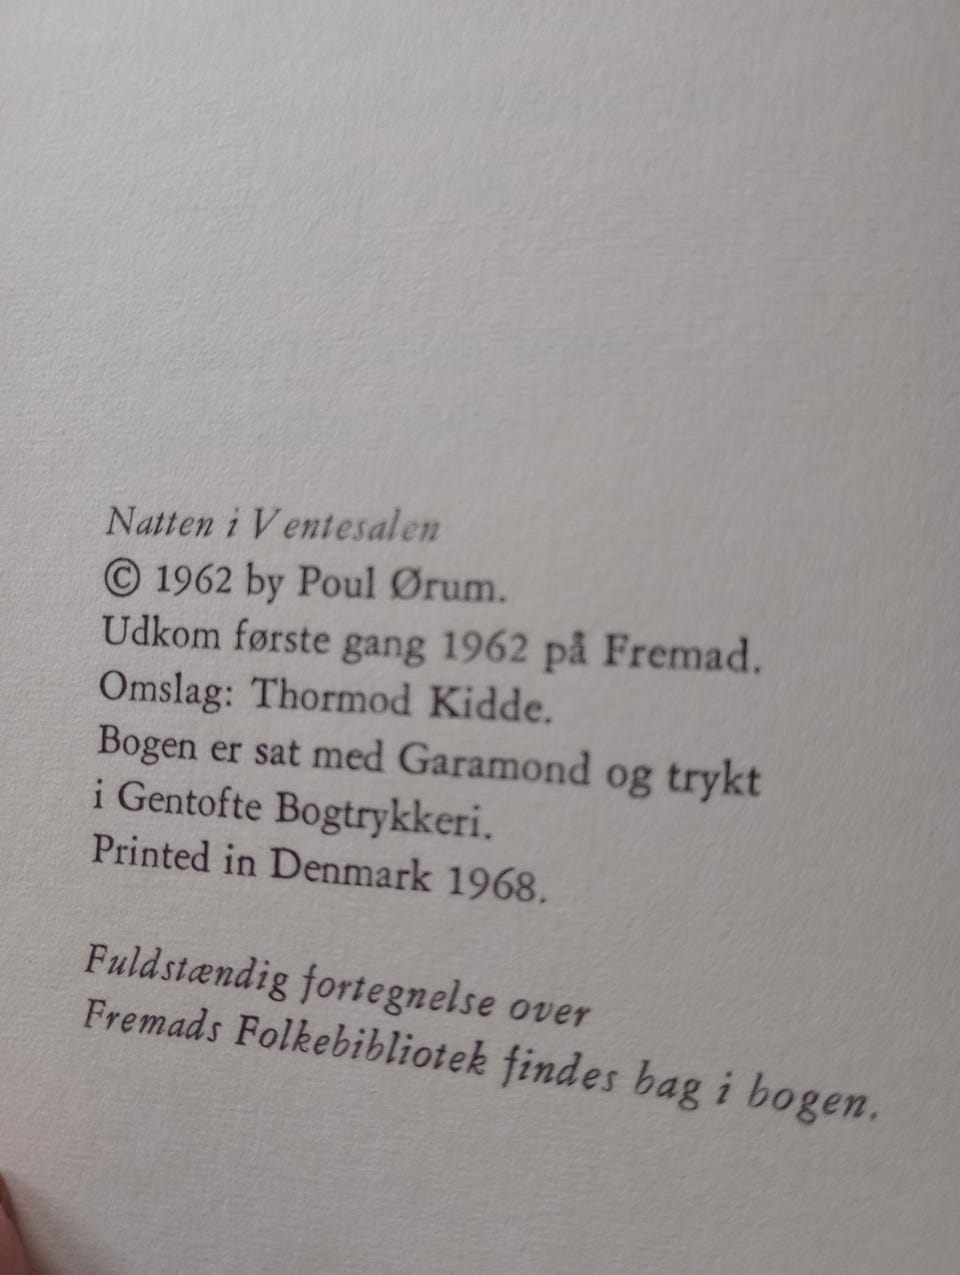 Natten i Ventesalen
© 1962 by Poul Ørum.
Udkom første gang 1962 på Fremad.
Omslag: Thormod Kidde.
Bogen er sat med Garamond og trykt
i Gentofte Bogtrykkeri.
Printed in Denmark 1968.
Fuldstændig fortegnelse over
Fremads Folkebibliotek findes bag i bogen.